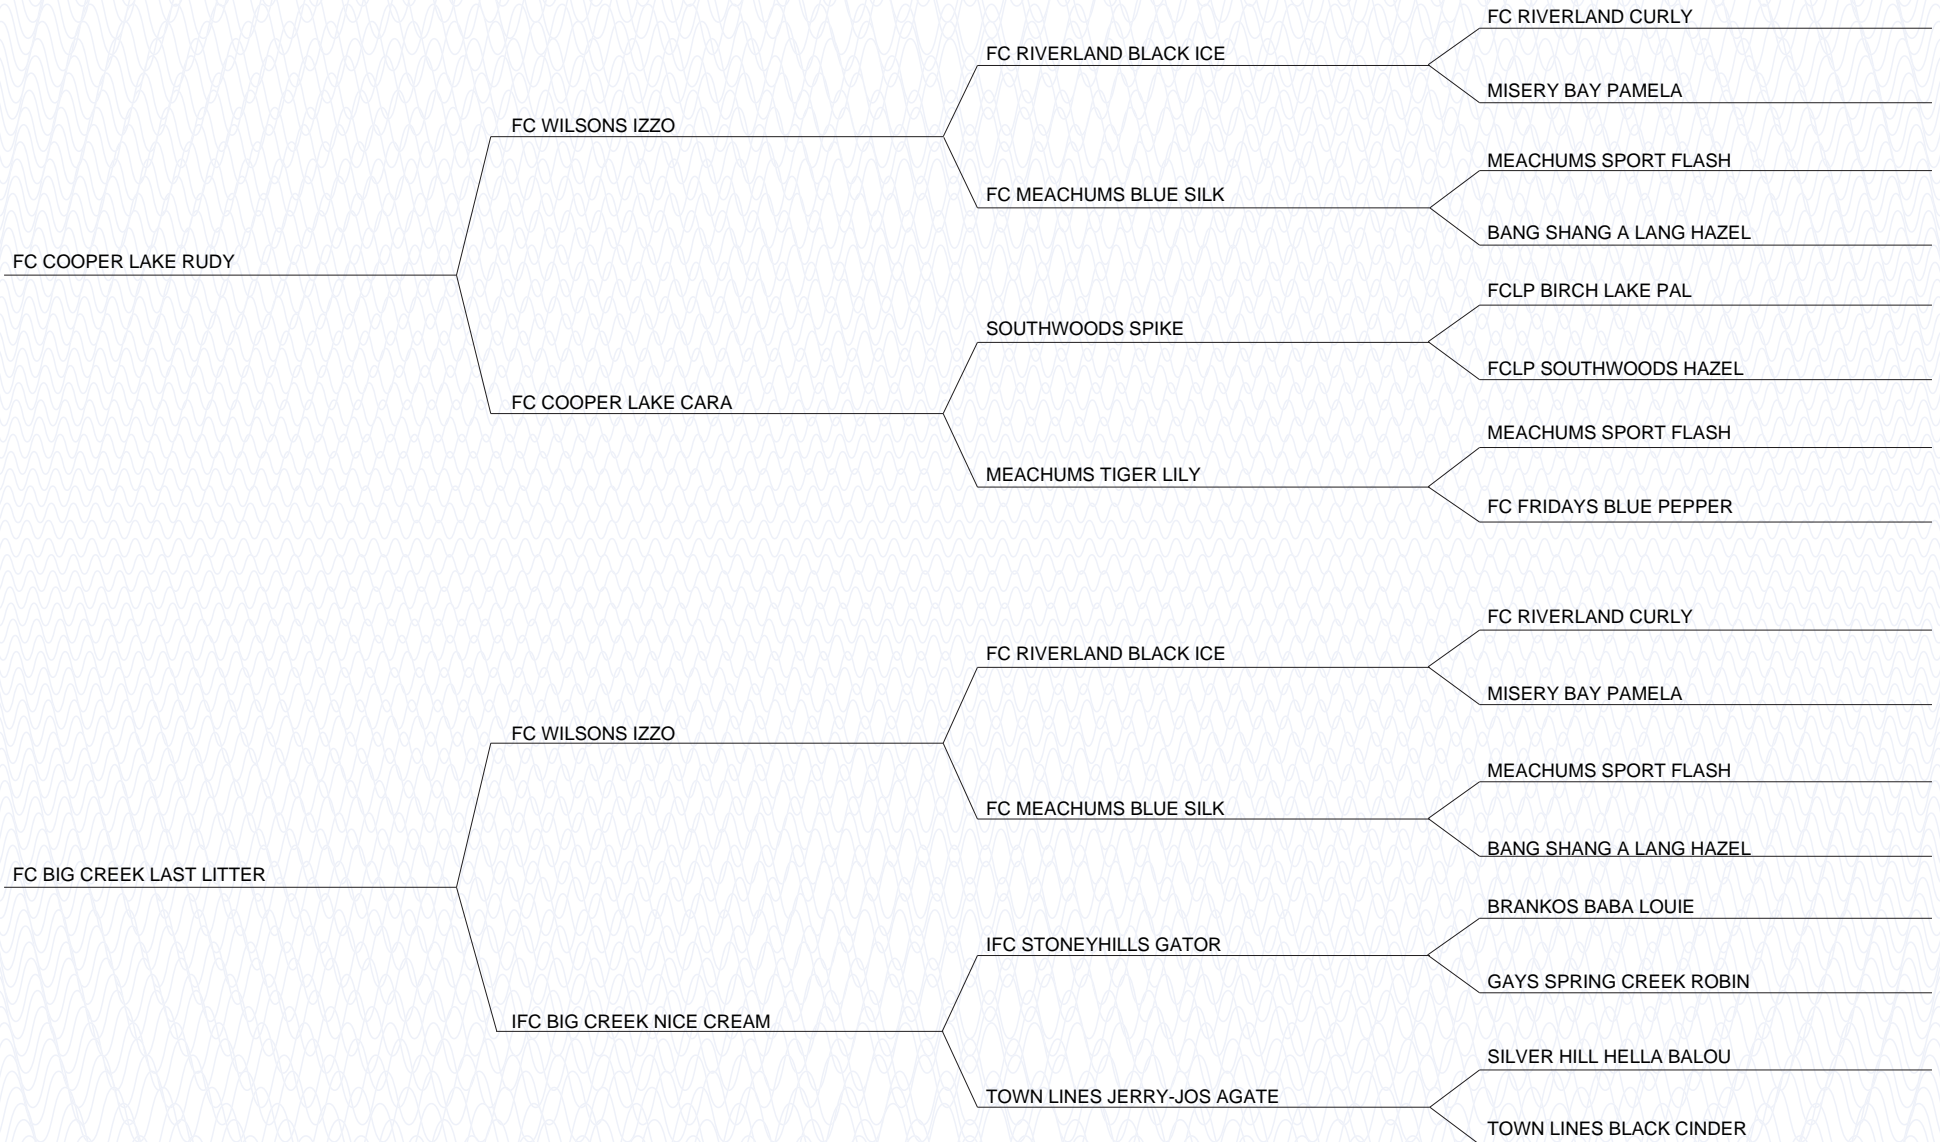 FC RIVERLAND CURLY
FC RIVERLAND BLACK ICE
MISERY BAY PAMELA
FC WILSONS IZZO
MEACHUMS SPORT FLASH
FC MEACHUMS BLUE SILK
BANG SHANG A LANG HAZEL
FC COOPER LAKE RUDY
FCLP BIRCH LAKE PAL
SOUTHWOODS SPIKE
FCLP SOUTHWOODS HAZEL
FC COOPER LAKE CARA
MEACHUMS SPORT FLASH
MEACHUMS TIGER LILY
FC FRIDAYS BLUE PEPPER
FC RIVERLAND CURLY
FC RIVERLAND BLACK ICE
MISERY BAY PAMELA
FC WILSONS IZZO
MEACHUMS SPORT FLASH
FC MEACHUMS BLUE SILK
BANG SHANG A LANG HAZEL
FC BIG CREEK LAST LITTER
BRANKOS BABA LOUIE
IFC STONEYHILLS GATOR
GAYS SPRING CREEK ROBIN
IFC BIG CREEK NICE CREAM
SILVER HILL HELLA BALOU
TOWN LINES JERRY-JOS AGATE
TOWN LINES BLACK CINDER